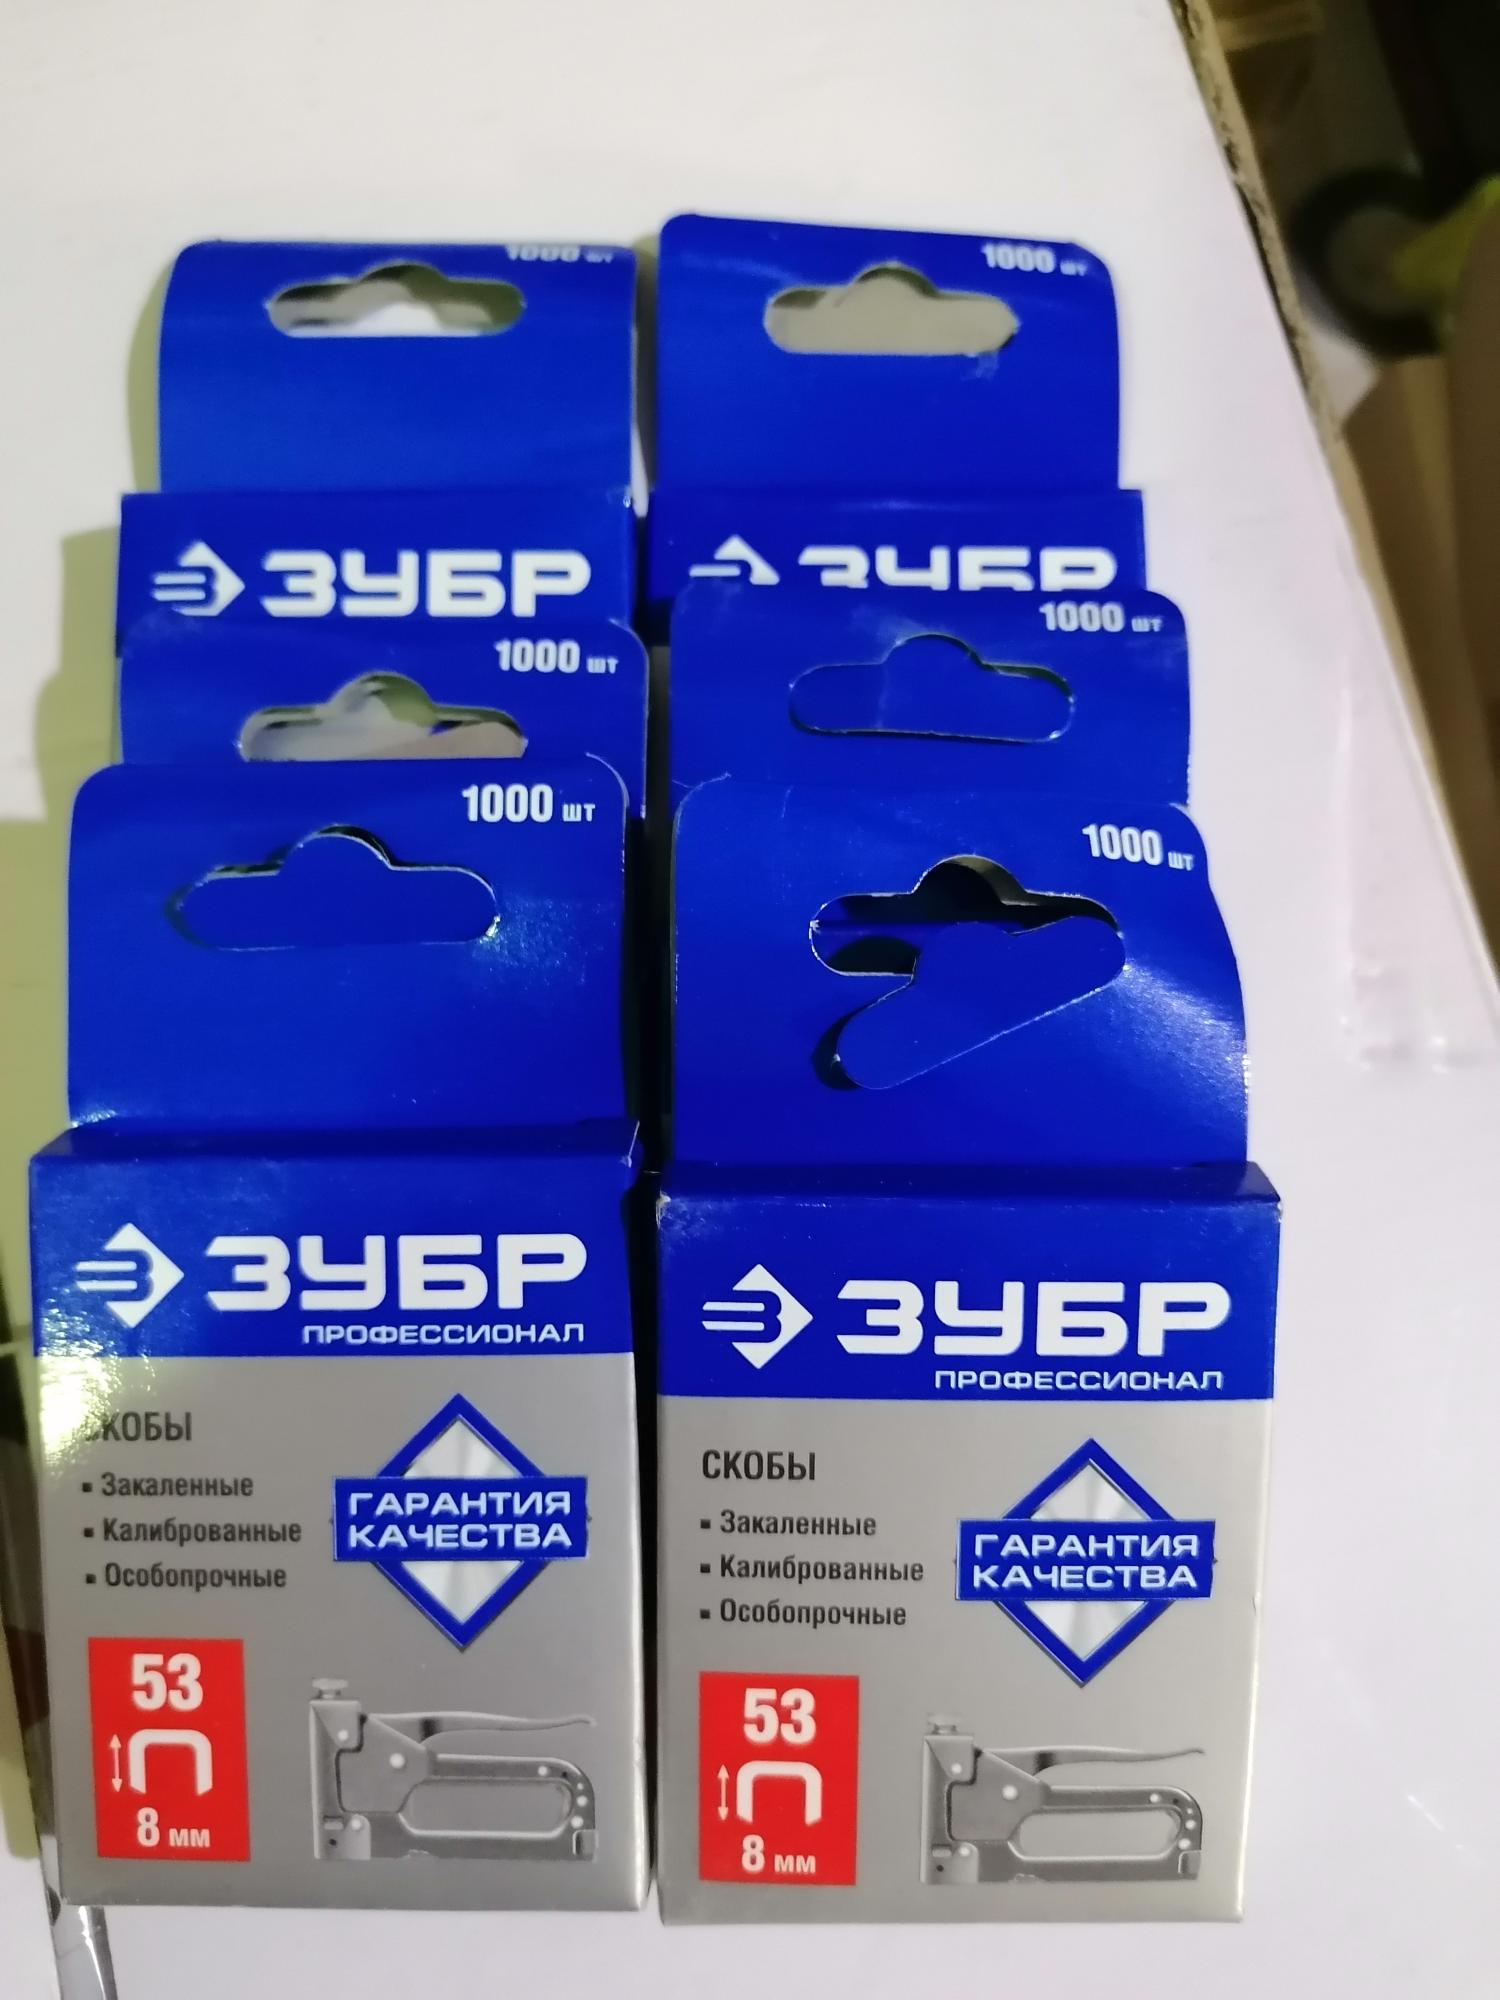 1000 шт
1000 шт
ЗУБР
ЗУБР
1000 шт
1000 шт
1000 шт
1000 шт
ЗУБР
ПРОФЕССИОНАЛ
СКОБЫ
▪ Закаленные
▪ Калиброванные
▪ Особопрочные
ГАРАНТИЯ
КАЧЕСТВА
53
8 мм
ЗУБР
ПРОФЕССИОНАЛ
СКОБЫ
▪ Закаленные
▪ Калиброванные
▪ Особопрочные
ГАРАНТИЯ
КАЧЕСТВА
53
8 мм